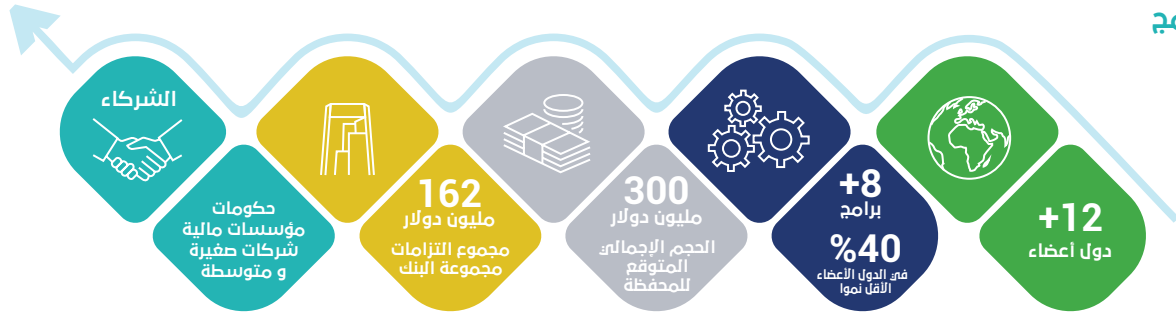 +12
دول أعضاء
+8
برامج
%40
في الدول الأعضاء
الأقل نموا
300
مليون دولار
الحجم الإجمالي
المتوقع
للمحفظة
162
مليون دولار
مجموع التزامات
مجموعة البنك
الشركاء
حكومات
مؤسسات مالية
شركات صغيرة
و متوسطة